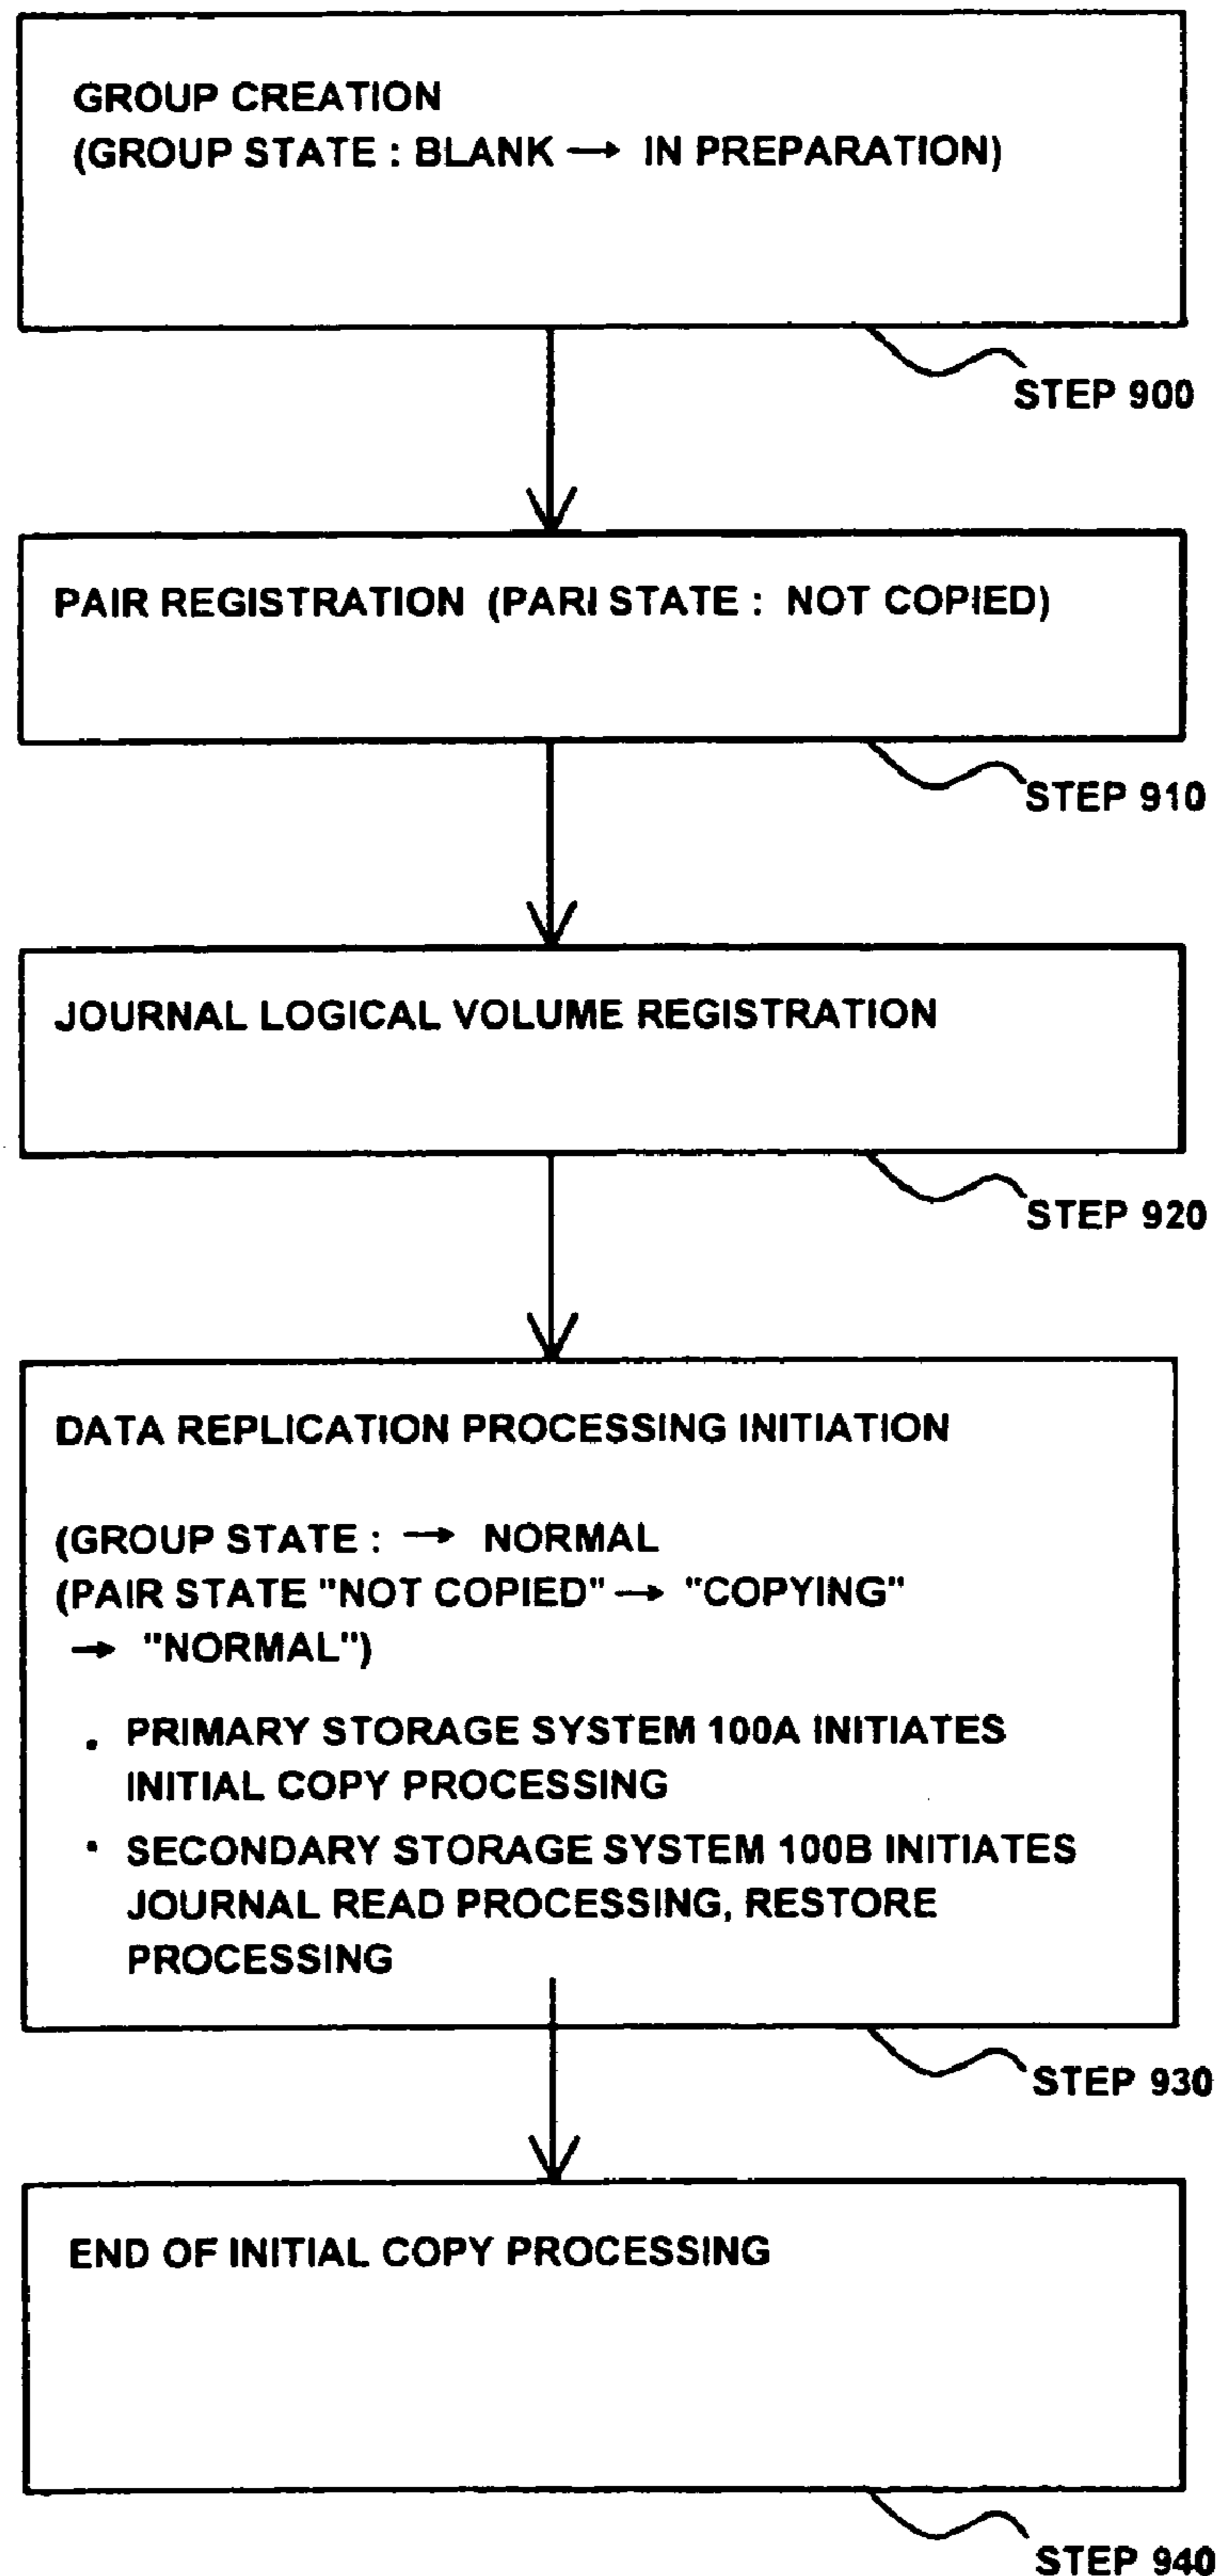 GROUP CREATION
(GROUP STATE : BLANK → IN PREPARATION)
STEP 900
PAIR REGISTRATION (PARI STATE : NOT COPIED)
STEP 910
JOURNAL LOGICAL VOLUME REGISTRATION
STEP 920
DATA REPLICATION PROCESSING INITIATION
(GROUP STATE : → NORMAL
(PAIR STATE "NOT COPIED" → "COPYING"
→ "NORMAL")
• PRIMARY STORAGE SYSTEM 100A INITIATES
INITIAL COPY PROCESSING
• SECONDARY STORAGE SYSTEM 100B INITIATES
JOURNAL READ PROCESSING, RESTORE
PROCESSING
STEP 930
END OF INITIAL COPY PROCESSING
STEP 940